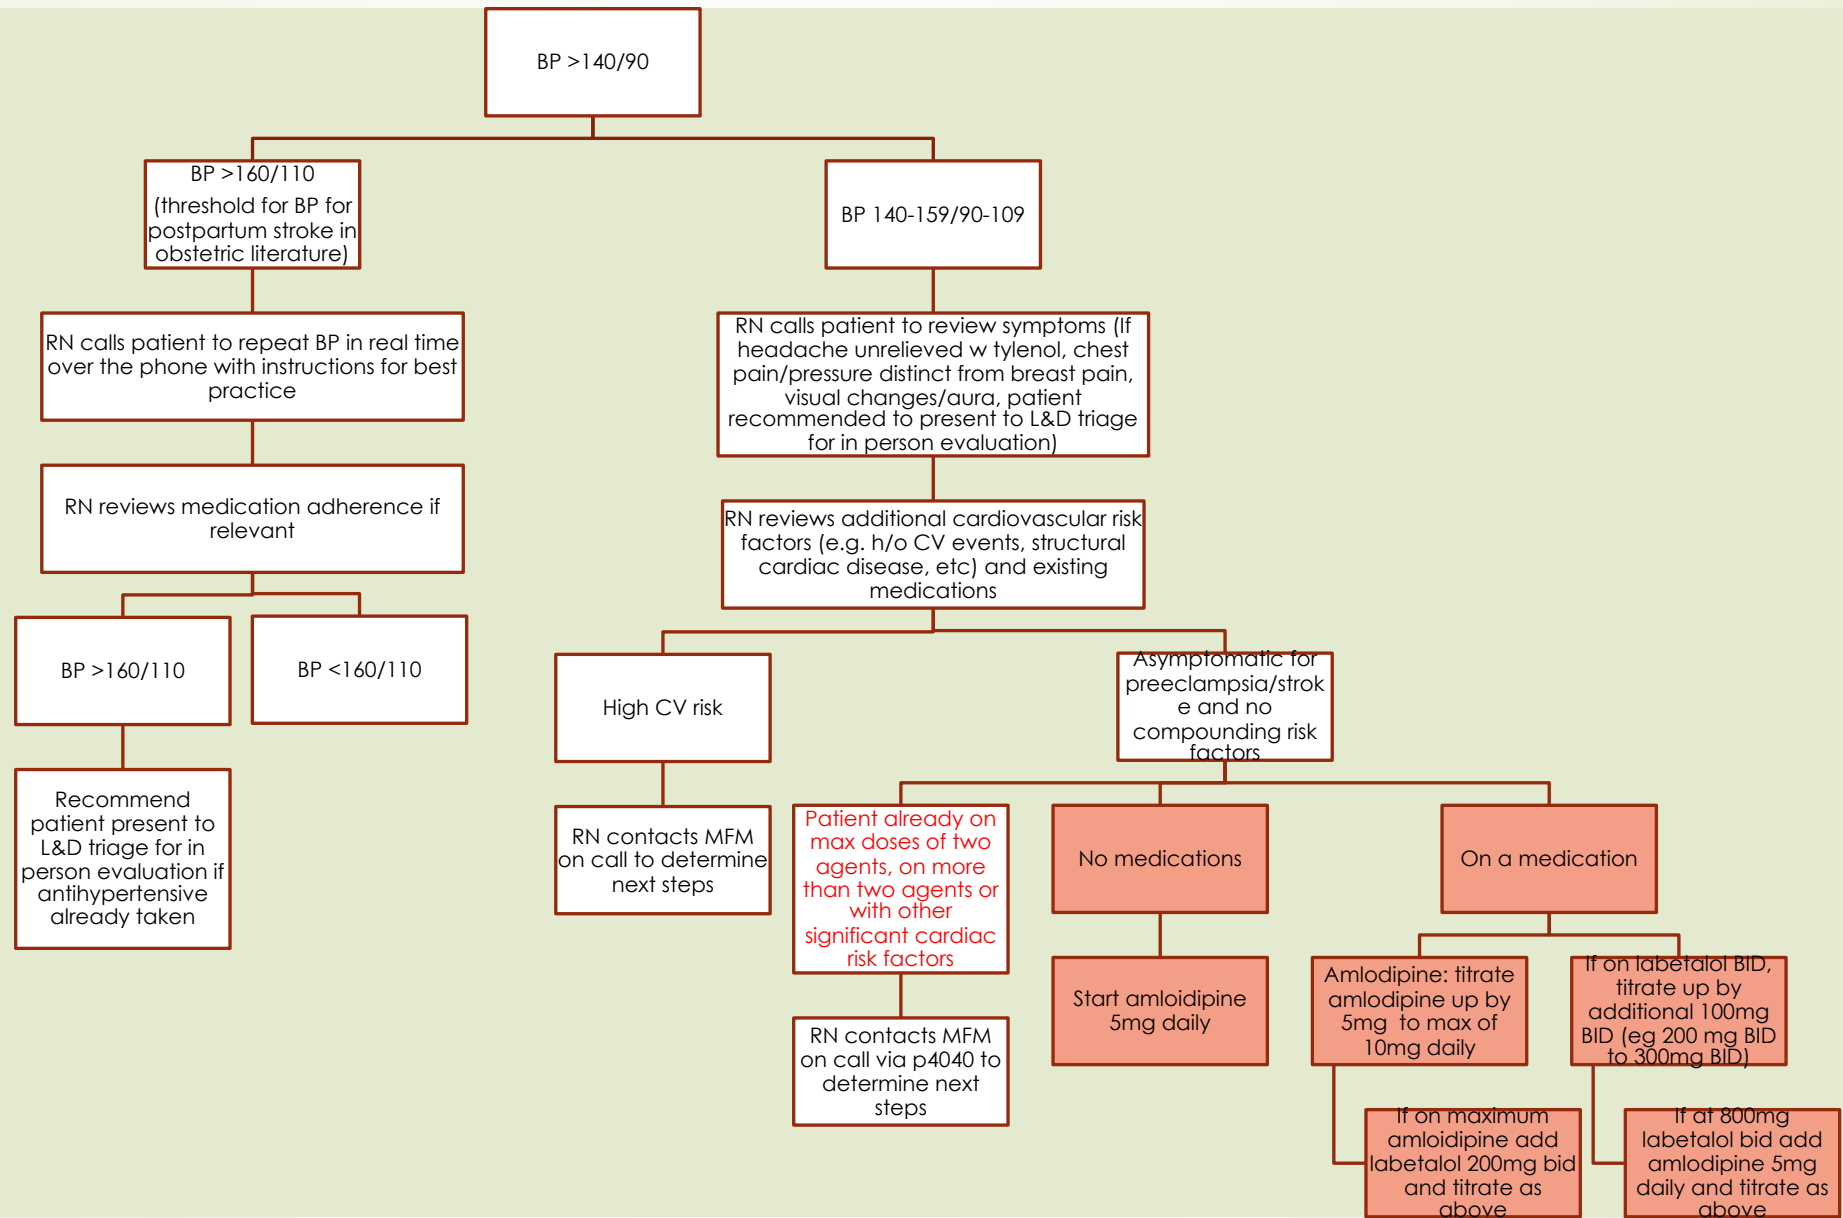 BP >140/90
BP >160/110
(threshold for BP for
postpartum stroke in
obstetric literature)
BP 140-159/90-109
RN calls patient to repeat BP in real time
over the phone with instructions for best
practice
RN calls patient to review symptoms (If
headache unrelieved w tylenol, chest
pain/pressure distinct from breast pain,
visual changes/aura, patient
recommended to present to L&D triage
for in person evaluation)
RN reviews medication adherence if
relevant
RN reviews additional cardiovascular risk
factors (e.g. h/o CV events, structural
cardiac disease, etc) and existing
medications
BP >160/110
BP <160/110
High CV risk
Asymptomatic for
preeclampsia/strok
e and no
compounding risk
factors
Recommend
patient present to
L&D triage for in
person evaluation if
antihypertensive
already taken
RN contacts MFM
on call to determine
next steps
Patient already on
max doses of two
agents, on more
than two agents or
with other
significant cardiac
risk factors
No medications
On a medication
RN contacts MFM
on call via p4040 to
determine next
steps
Start amloidipine
5mg daily
Amlodipine: titrate
amlodipine up by
5mg to max of
10mg daily
If on labetalol BID,
titrate up by
additional 100mg
BID (eg 200 mg BID
to 300mg BID)
If on maximum
amloidipine add
labetalol 200mg bid
and titrate as
above
If at 800mg
labetalol bid add
amlodipine 5mg
daily and titrate as
above